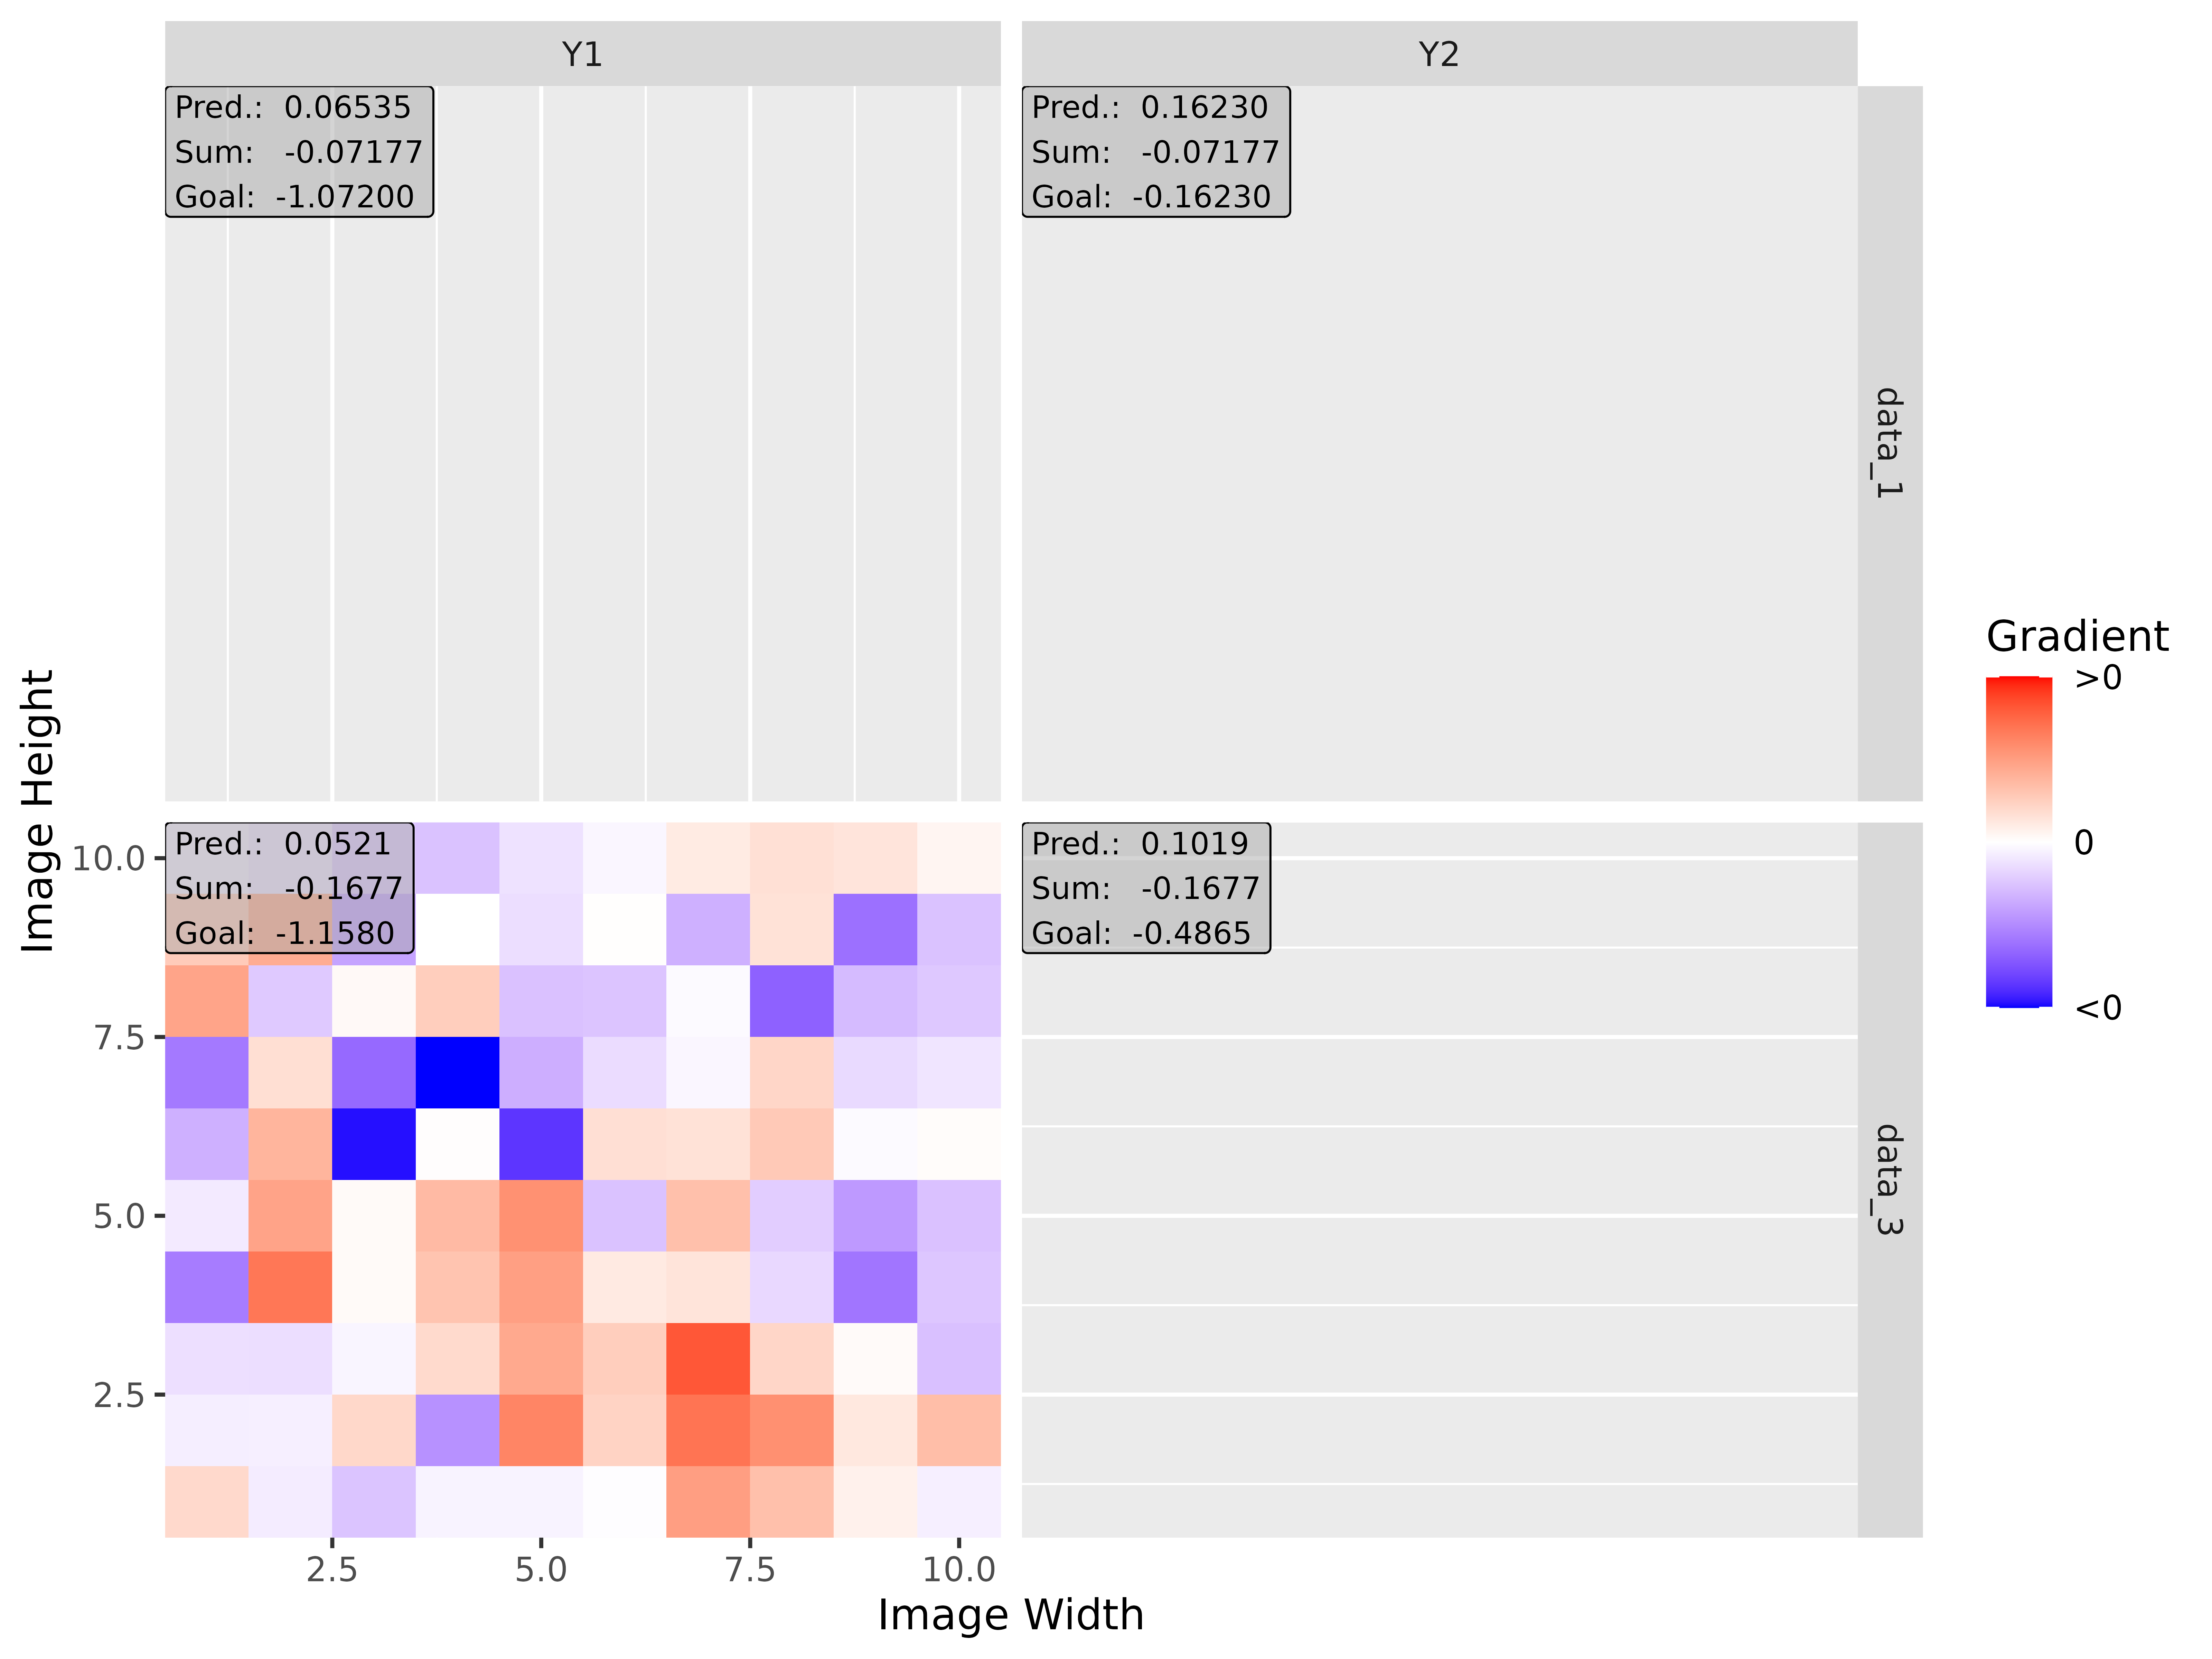 Y1
Y2
Pred.: 0.06535
Sum: -0.07177
Goal: -1.07200
Pred.: 0.16230
Sum: -0.07177
Goal: -0.16230
data_1
Image Height
Pred.: 0.0521
Sum: -0.1677
Goal: -1.1580
Pred.: 0.1019
Sum: -0.1677
Goal: -0.4865
data_3
10.0
7.5
5.0
2.5
2.5
5.0
7.5
10.0
Image Width
Gradient
>0
0
<0